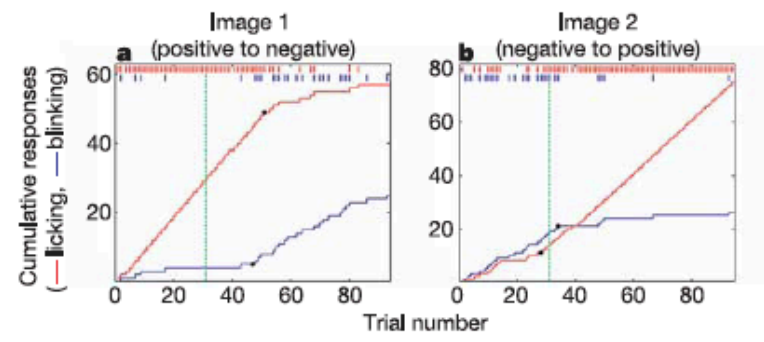 Image 1
(positive to negative)
Image 2
(negative to positive)
a
b
Cumulative responses
(— licking, — blinking)
60
40
20
0 20 40 60 80
80
60
40
20
0 20 40 60 80
Trial number